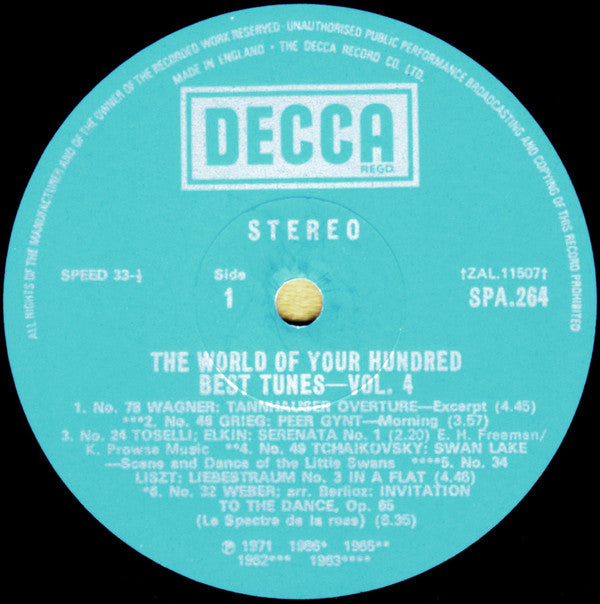 ALL RIGHTS OF THE MANUFACTURER AND OF THE OWNER OF THE RECORDED WORK RESERVED · UNAUTHORISED PUBLIC PERFORMANCE BROADCASTING AND COPYING OF THIS RECORD PROHIBITED
MADE IN ENGLAND · THE DECCA RECORD CO. LTD.
DECCA
REGD.
STEREO
SPEED 33-⅓
Side
1
†ZAL.11507†
SPA.264
THE WORLD OF YOUR HUNDRED
BEST TUNES—VOL. 4
1. No. 78 WAGNER: TANNHAUSER OVERTURE—Excerpt (4.45)
***2. No. 46 GRIEG: PEER GYNT—Morning (3.57)
3. No. 24 TOSELLI; ELKIN: SERENATA No. 1 (2.20) E. H. Freeman/
K. Prowse Music **4. No. 49 TCHAIKOVSKY: SWAN LAKE
—Scene and Dance of the Little Swans ****5. No. 34
LISZT: LIEBESTRAUM No. 3 IN A FLAT (4.46)
*6. No. 32 WEBER; arr. Berlioz: INVITATION
TO THE DANCE, Op. 65
(Le Spectre de la rose) (8.35)
℗ 1971 1966* 1965**
1962*** 1963****